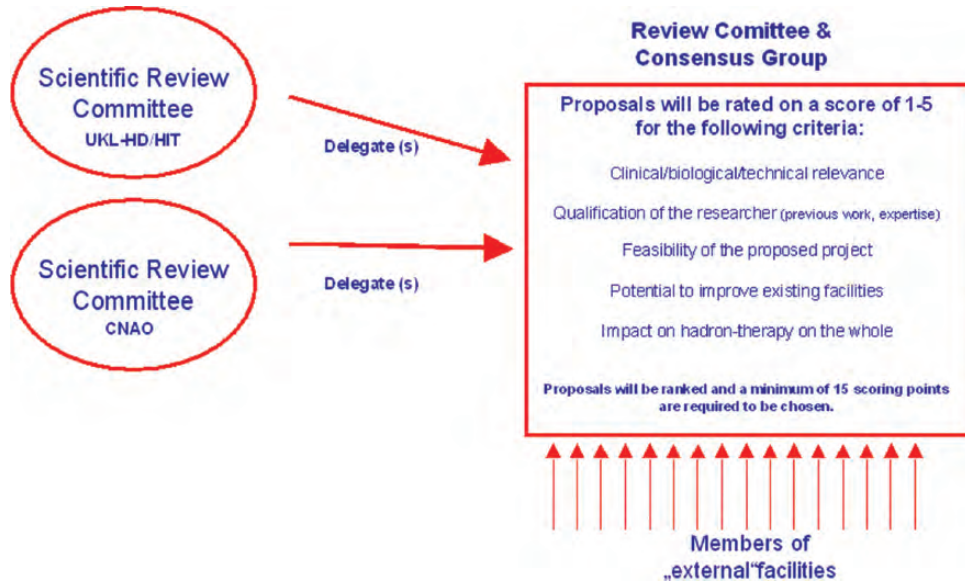 Scientific Review
Committee
UKL-HD/HIT
Delegate (s)
Scientific Review
Committee
CNAO
Delegate (s)
Review Comittee &
Consensus Group
Proposals will be rated on a score of 1-5
for the following criteria:
Clinical/biological/technical relevance
Qualification of the researcher (previous work, expertise)
Feasibility of the proposed project
Potential to improve existing facilities
Impact on hadron-therapy on the whole
Proposals will be ranked and a minimum of 15 scoring points
are required to be chosen.
Members of
„external“facilities